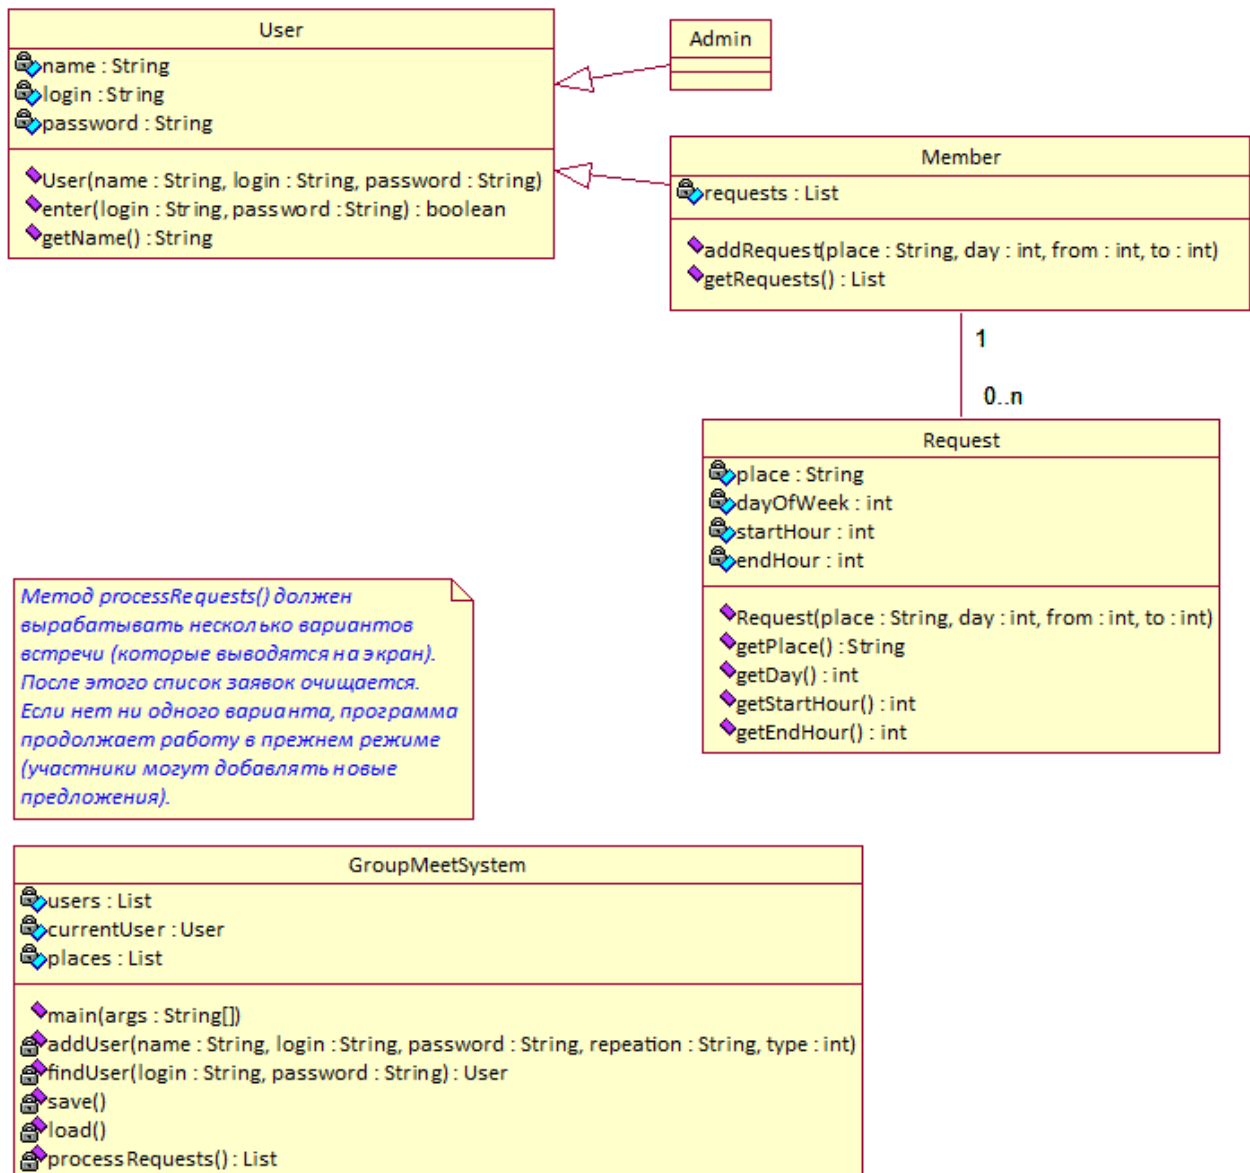 User
name : String
login : String
password : String
User(name : String, login : String, password : String)
enter(login : String, password : String) : boolean
getName() : String
Admin
Member
requests : List
addRequest(place : String, day : int, from : int, to : int)
getRequests() : List
1
0..n
Request
place : String
dayOfWeek : int
startHour : int
endHour : int
Request(place : String, day : int, from : int, to : int)
getPlace() : String
getDay() : int
getStartHour() : int
getEndHour() : int
Метод processRequests() должен
вырабатывать несколько вариантов
встречи (которые выводятся на экран).
После этого список заявок очищается.
Если нет ни одного варианта, программа
продолжает работу в прежнем режиме
(участники могут добавлять новые
предложения).
GroupMeetSystem
users : List
currentUser : User
places : List
main(args : String[])
addUser(name : String, login : String, password : String, repeation : String, type : int)
findUser(login : String, password : String) : User
save()
load()
processRequests() : List